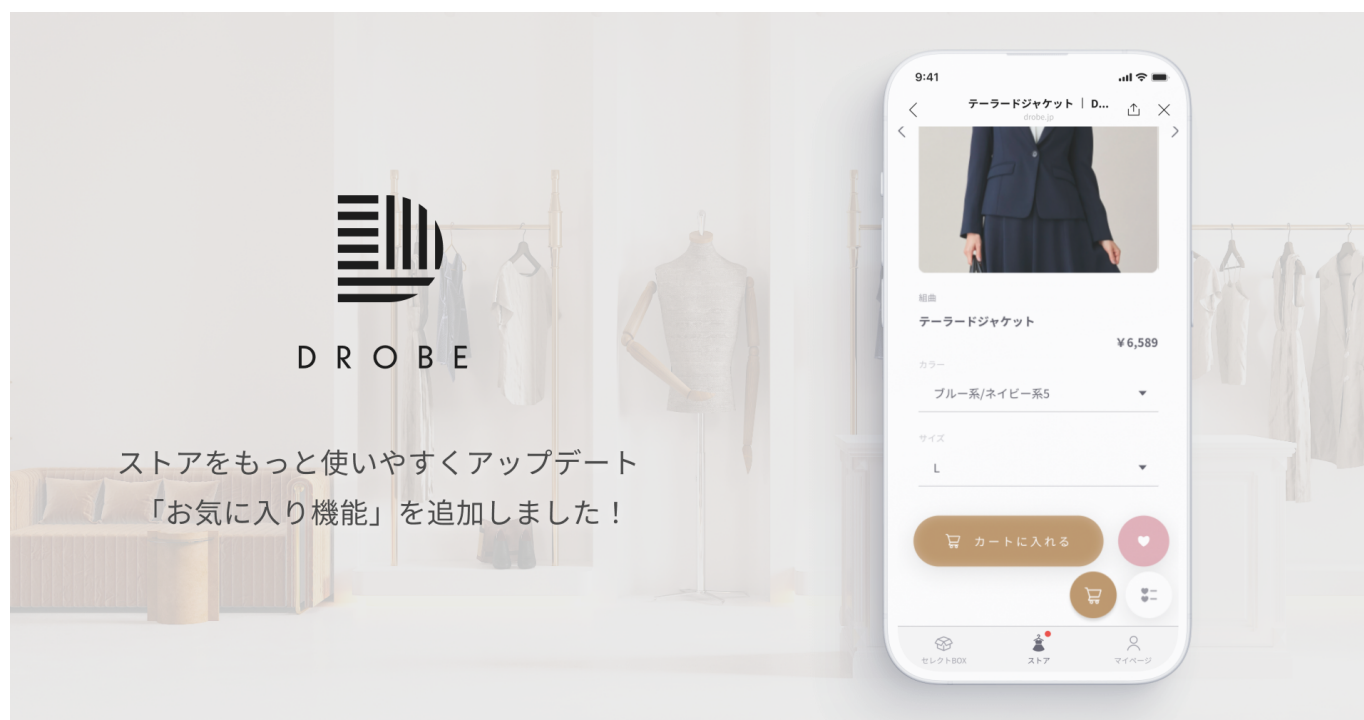 DROBE
ストアをもっと使いやすくアップデート
「お気に入り機能」を追加しました！
9:41
テーラードジャケット | D...
drobe.jp
組曲
テーラードジャケット
¥6,589
カラー
ブルー系/ネイビー系5
サイズ
L
カートに入れる
セレクトBOX
ストア
マイページ